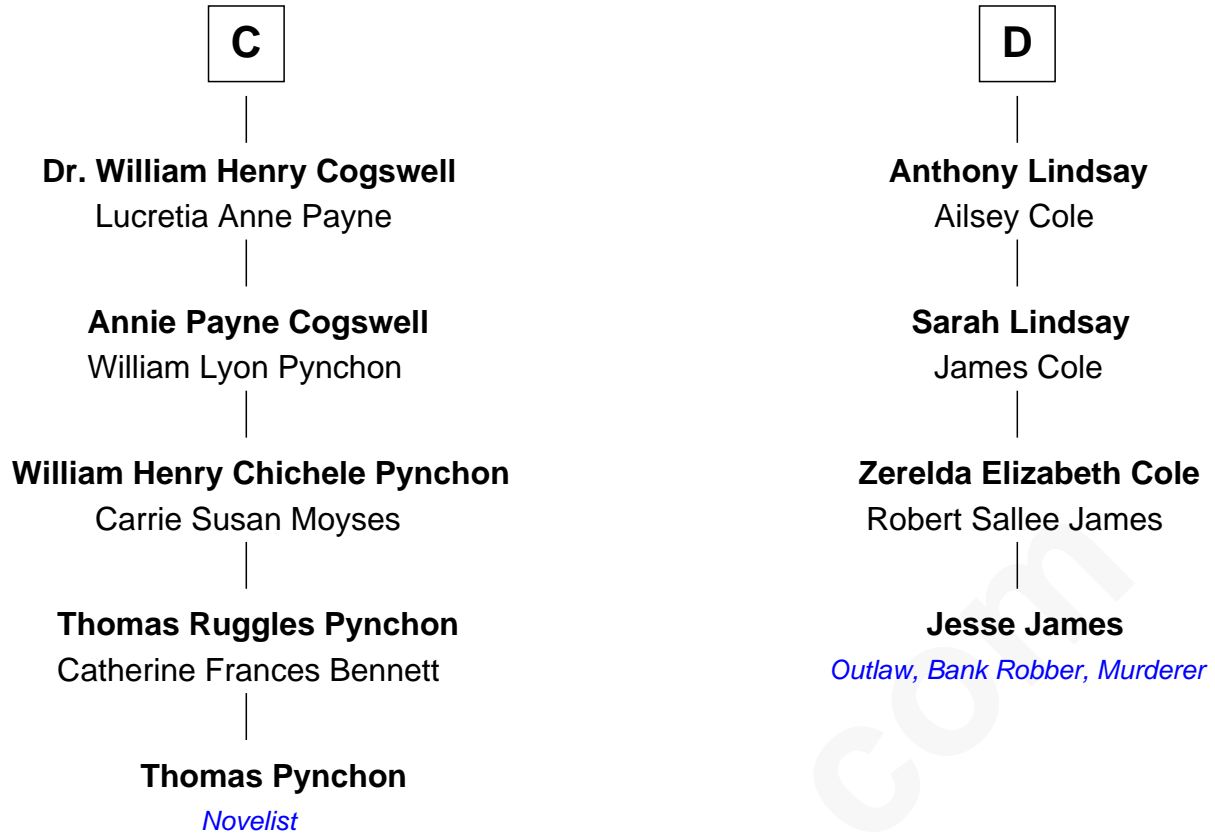 C
Dr. William Henry Cogswell
Lucretia Anne Payne
Annie Payne Cogswell
William Lyon Pynchon
William Henry Chichele Pynchon
Carrie Susan Moyses
Thomas Ruggles Pynchon
Catherine Frances Bennett
Thomas Pynchon
Novelist
D
Anthony Lindsay
Ailsey Cole
Sarah Lindsay
James Cole
Zerelda Elizabeth Cole
Robert Sallee James
Jesse James
Outlaw, Bank Robber, Murderer
com